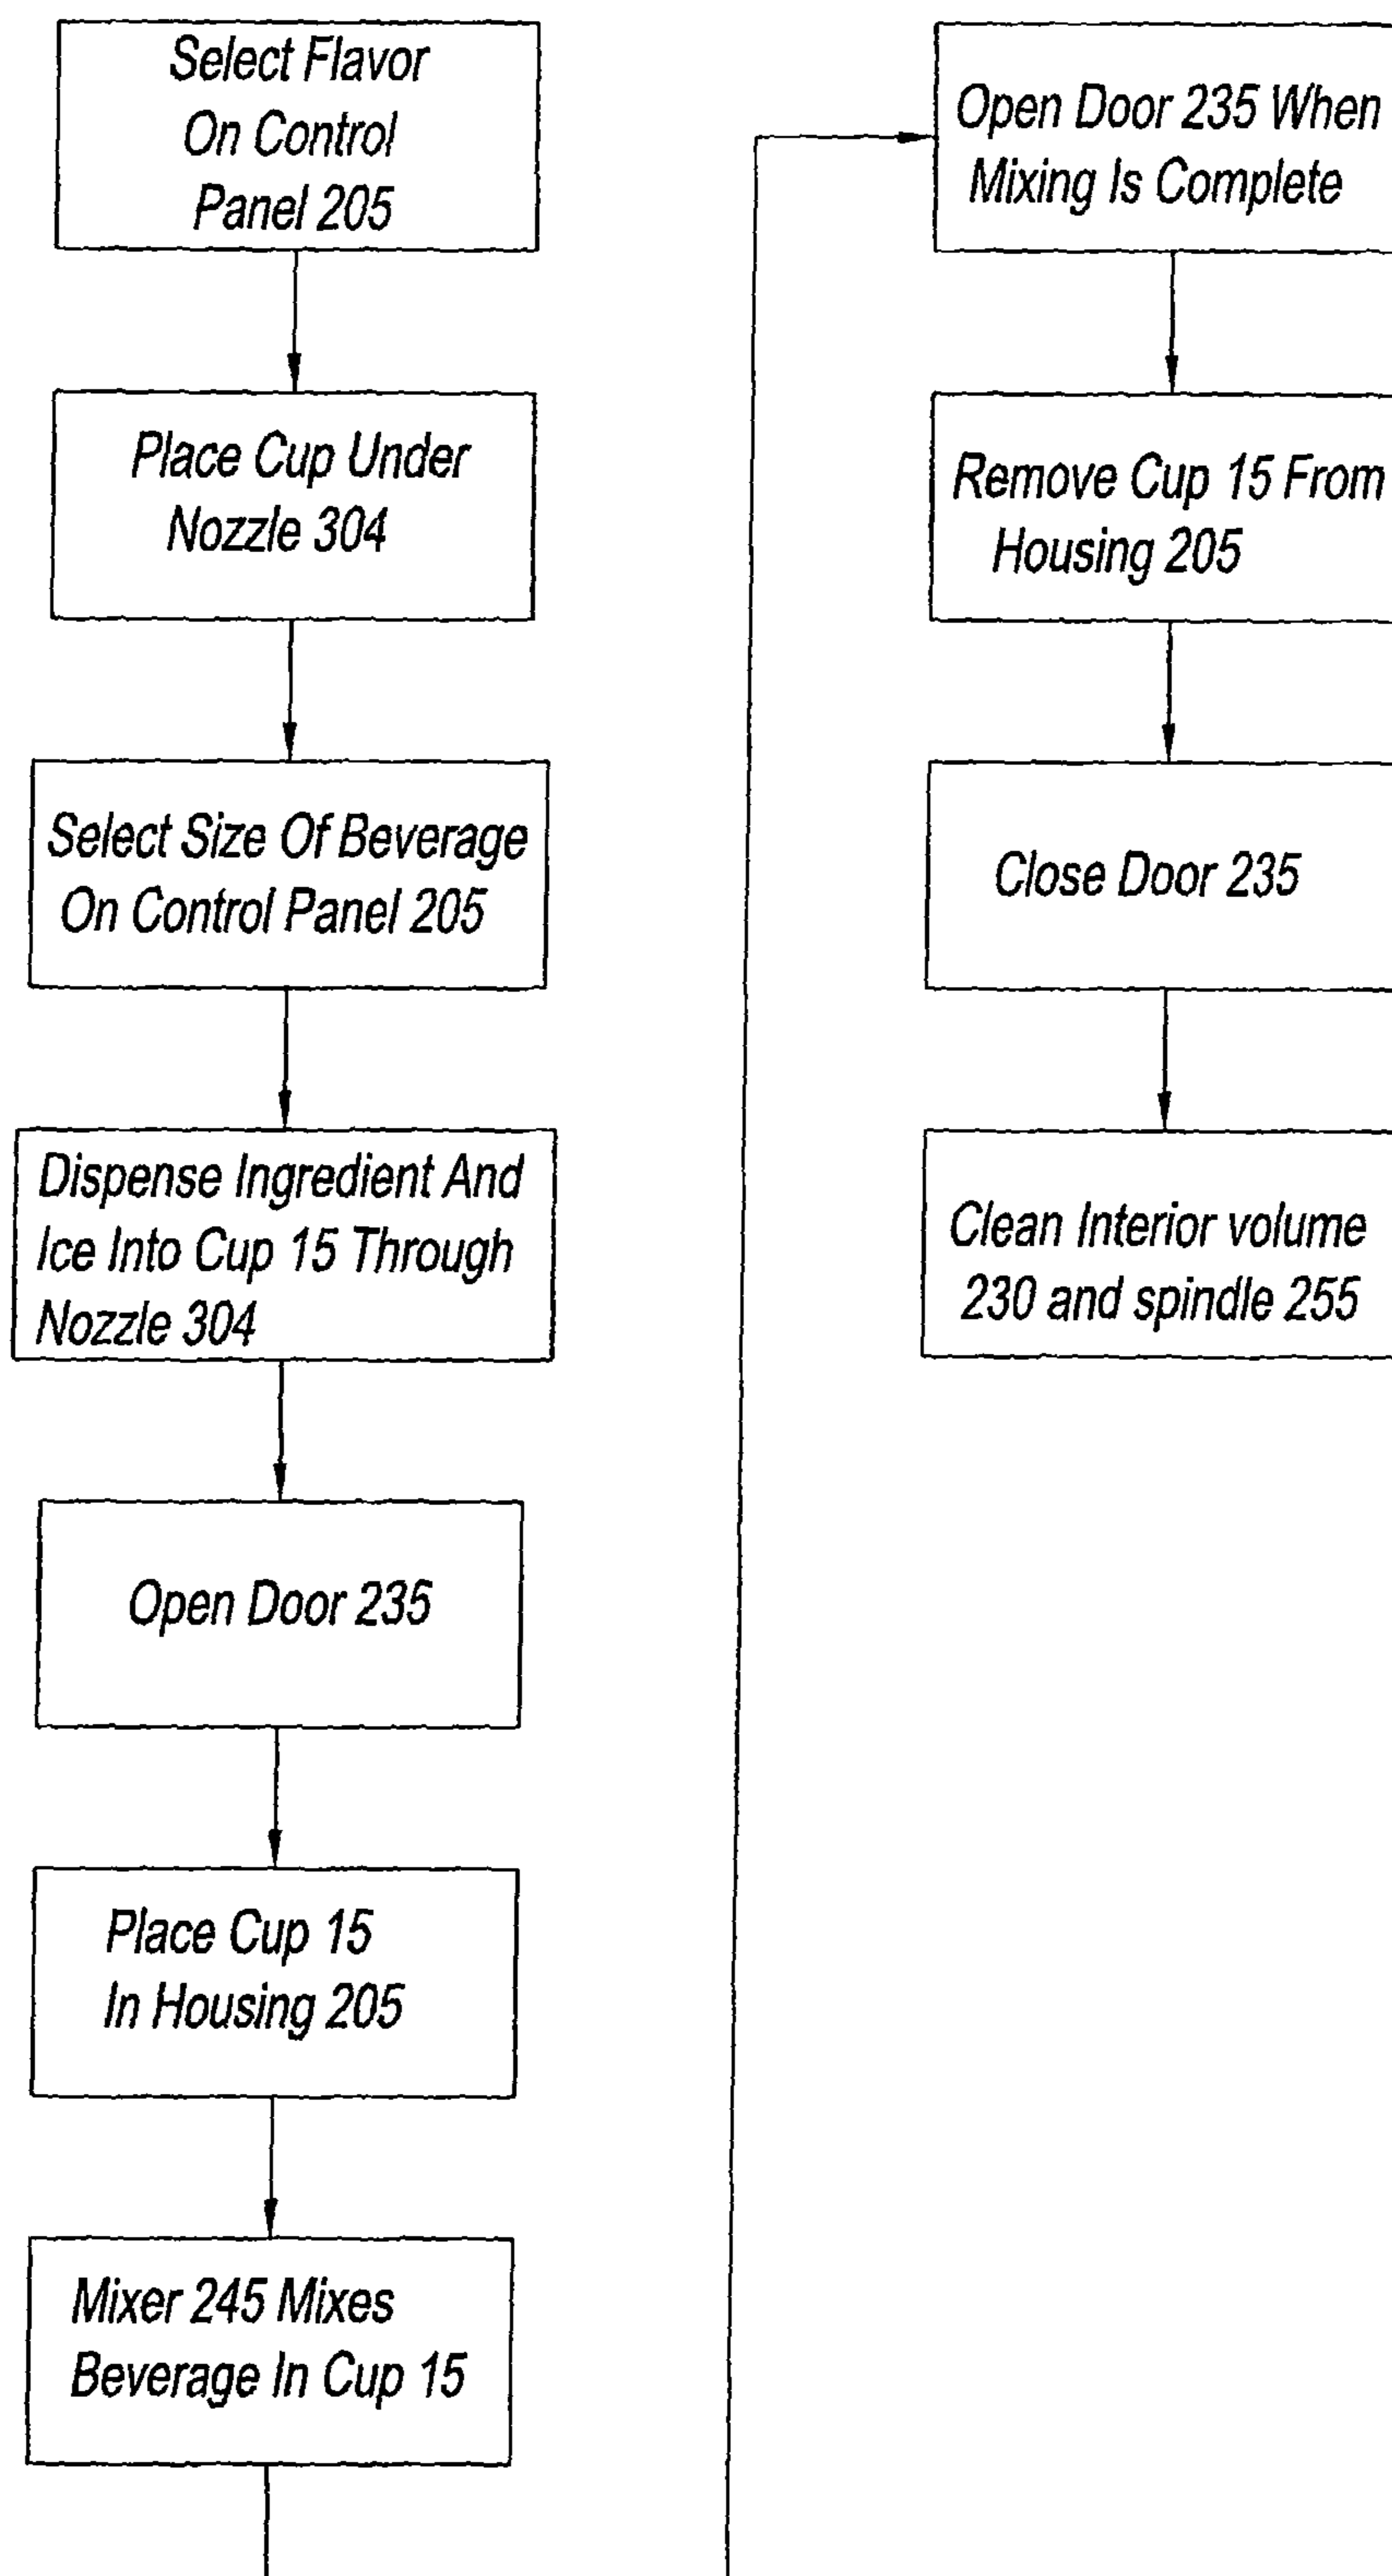 Select Flavor
On Control
Panel 205
Place Cup Under
Nozzle 304
Select Size Of Beverage
On Control Panel 205
Dispense Ingredient And
Ice Into Cup 15 Through
Nozzle 304
Open Door 235
Place Cup 15
In Housing 205
Mixer 245 Mixes
Beverage In Cup 15
Open Door 235 When
Mixing Is Complete
Remove Cup 15 From
Housing 205
Close Door 235
Clean Interior volume
230 and spindle 255